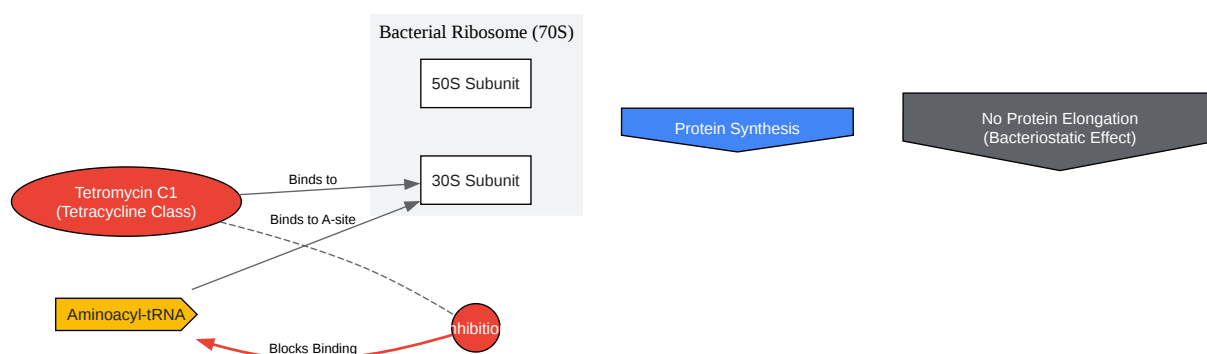 Bacterial Ribosome (70S)
50S Subunit
Protein Synthesis
No Protein Elongation
(Bacteriostatic Effect)
30S Subunit
Binds to
Tetromycin C1
(Tetracycline Class)
Binds to A-site
Aminoacyl-tRNA
nhibition
Blocks Binding